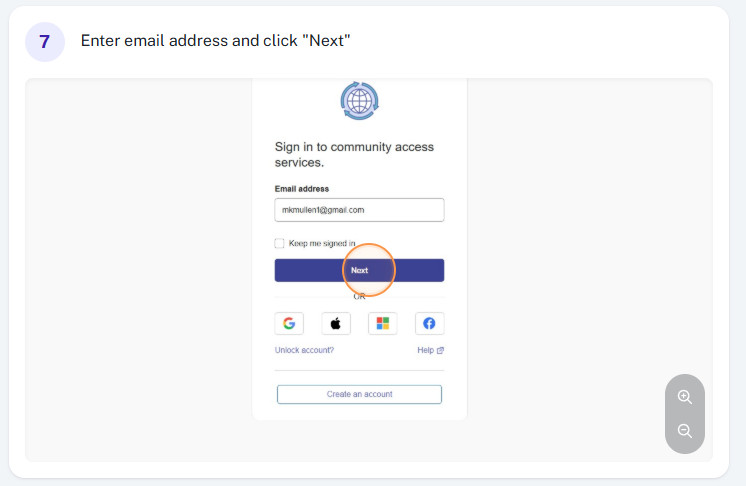 7
Enter email address and click "Next"
Sign in to community access
services.
Email address
mkmullen1@gmail.com
Keep me signed in
Next
OR
Unlock account?
Help
Create an account